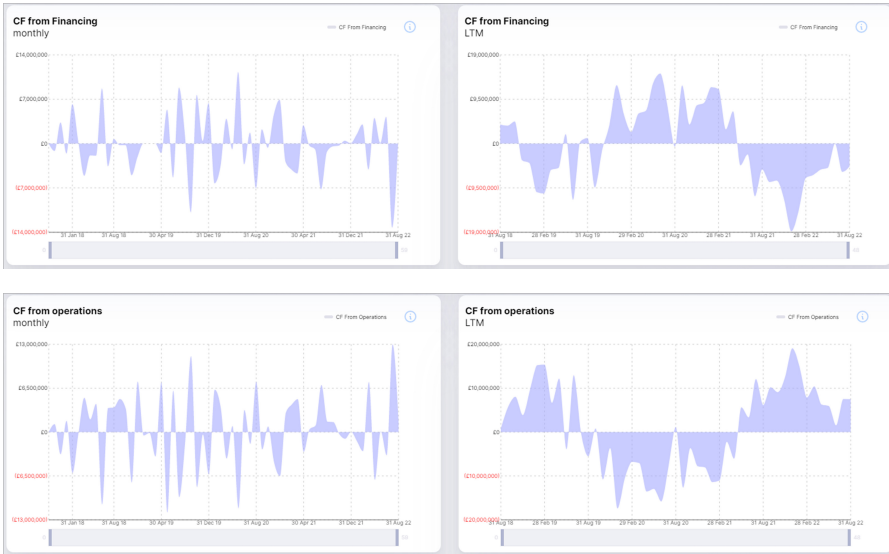 CF from Financing
monthly
CF From Financing
£14,000,000
£7,000,000
£0
(£7,000,000)
(£14,000,000)
31 Jan 18 31 Aug 18 30 Apr 19 31 Dec 19 31 Aug 20 30 Apr 21 31 Dec 21 31 Aug 22
CF from Financing
LTM
CF From Financing
£19,000,000
£9,500,000
£0
(£9,500,000)
(£19,000,000)
31 Aug 18 28 Feb 19 31 Aug 19 29 Feb 20 31 Aug 20 28 Feb 21 31 Aug 21 28 Feb 22 31 Aug 22
CF from operations
monthly
CF From Operations
£13,000,000
£6,500,000
£0
(£6,500,000)
(£13,000,000)
31 Jan 18 31 Aug 18 30 Apr 19 31 Dec 19 31 Aug 20 30 Apr 21 31 Dec 21 31 Aug 22
CF from operations
LTM
CF From Operations
£20,000,000
£10,000,000
£0
(£10,000,000)
(£20,000,000)
31 Aug 18 28 Feb 19 31 Aug 19 29 Feb 20 31 Aug 20 28 Feb 21 31 Aug 21 28 Feb 22 31 Aug 22